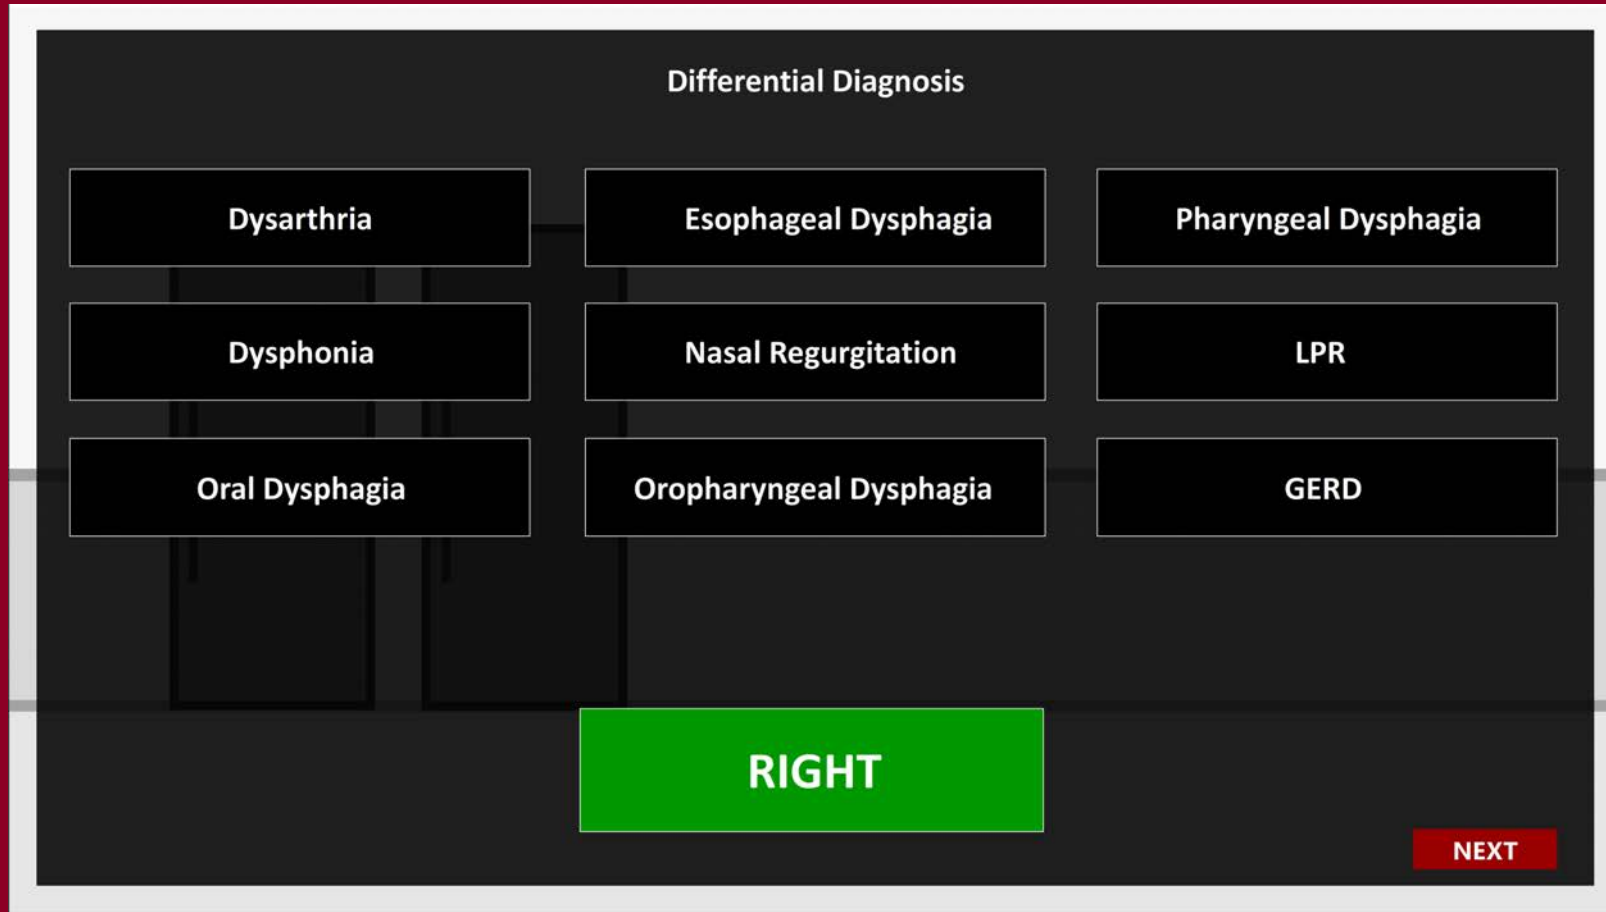 Differential Diagnosis
Dysarthria
Esophageal Dysphagia
Pharyngeal Dysphagia
Dysphonia
Nasal Regurgitation
LPR
Oral Dysphagia
Oropharyngeal Dysphagia
GERD
RIGHT
NEXT